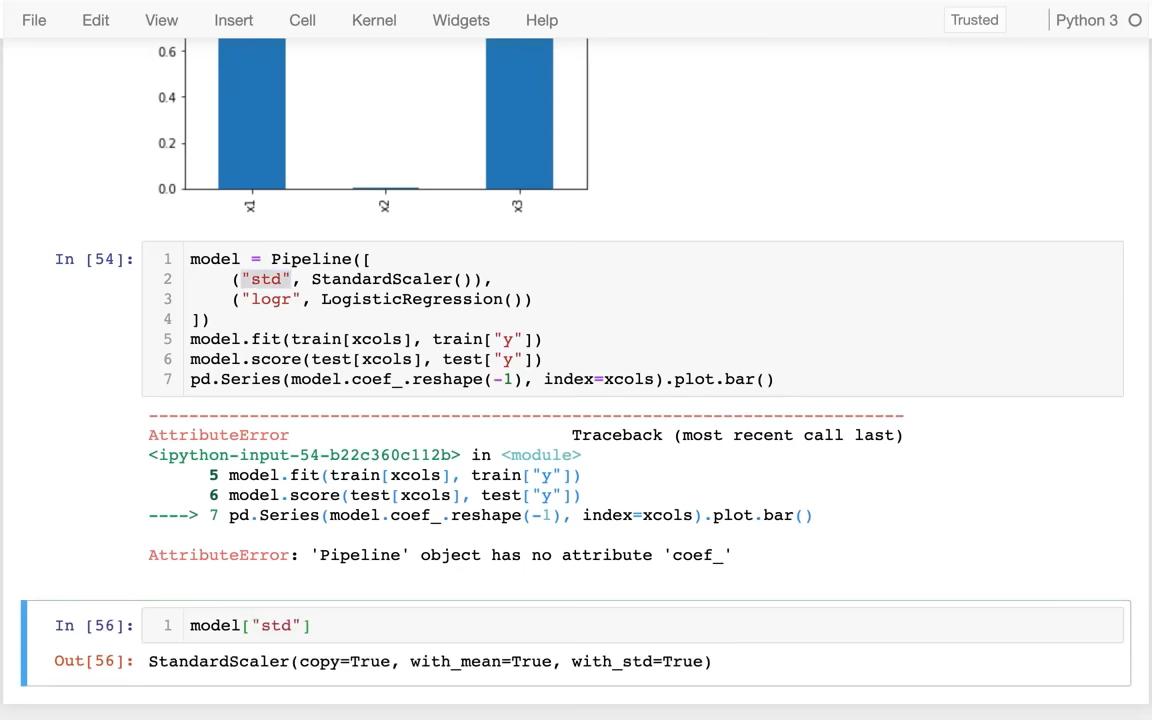 File Edit View Insert Cell Kernel Widgets Help Trusted Python 3
0.6
0.4
0.2
0.0
x1 x2 x3
In [54]:
1 model = Pipeline([
2 ("std", StandardScaler()),
3 ("logr", LogisticRegression())
4 ])
5 model.fit(train[xcols], train["y"])
6 model.score(test[xcols], test["y"])
7 pd.Series(model.coef_.reshape(-1), index=xcols).plot.bar()
---------------------------------------------------------------------------
AttributeError Traceback (most recent call last)
<ipython-input-54-b22c360c112b> in <module>
5 model.fit(train[xcols], train["y"])
6 model.score(test[xcols], test["y"])
----> 7 pd.Series(model.coef_.reshape(-1), index=xcols).plot.bar()
AttributeError: 'Pipeline' object has no attribute 'coef_'
In [56]: 1 model["std"]
Out[56]: StandardScaler(copy=True, with_mean=True, with_std=True)